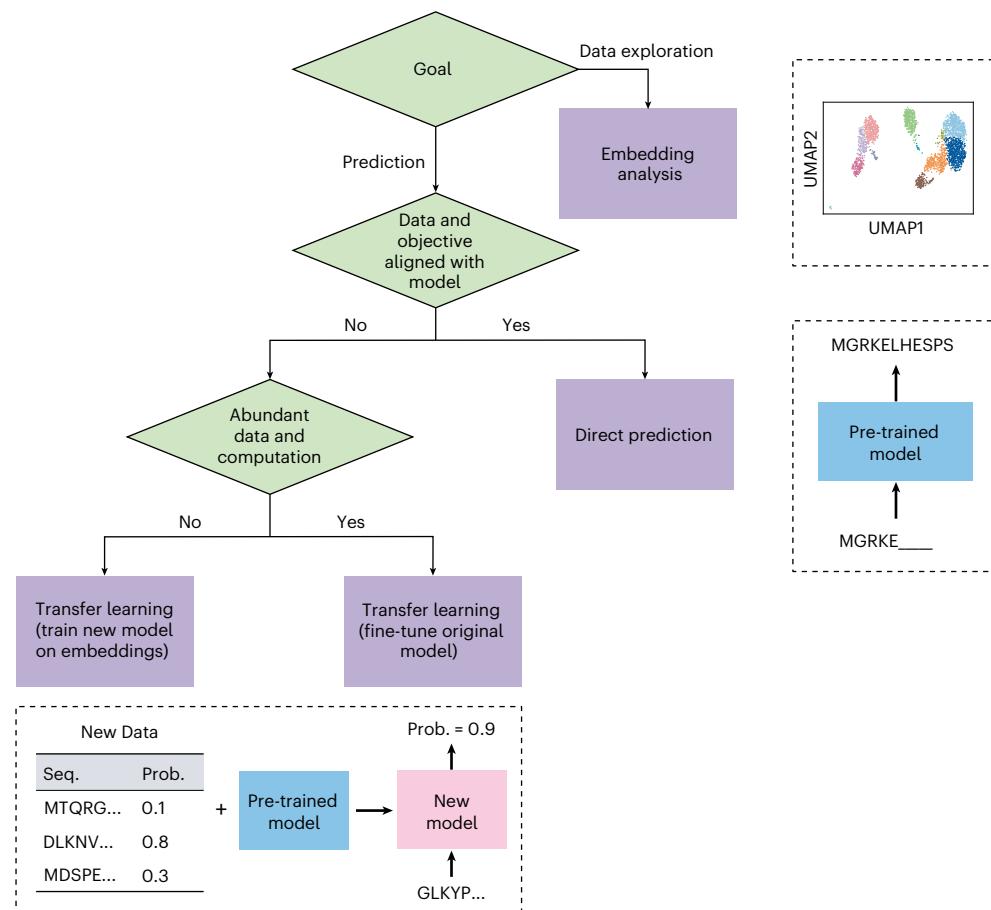 Goal
Data exploration
Embedding
analysis
Prediction
Data and
objective
aligned with
model
No
Yes
Abundant
data and
computation
Direct prediction
No
Yes
Transfer learning
(train new model
on embeddings)
Transfer learning
(fine-tune original
model)
UMAP2
UMAP1
MGRKELHESPS
Pre-trained
model
MGRKE____
New Data
Seq. Prob.
MTQRG... 0.1
DLKNV... 0.8
MDSPE... 0.3
+
Pre-trained
model
Prob. = 0.9
New
model
GLKYP...